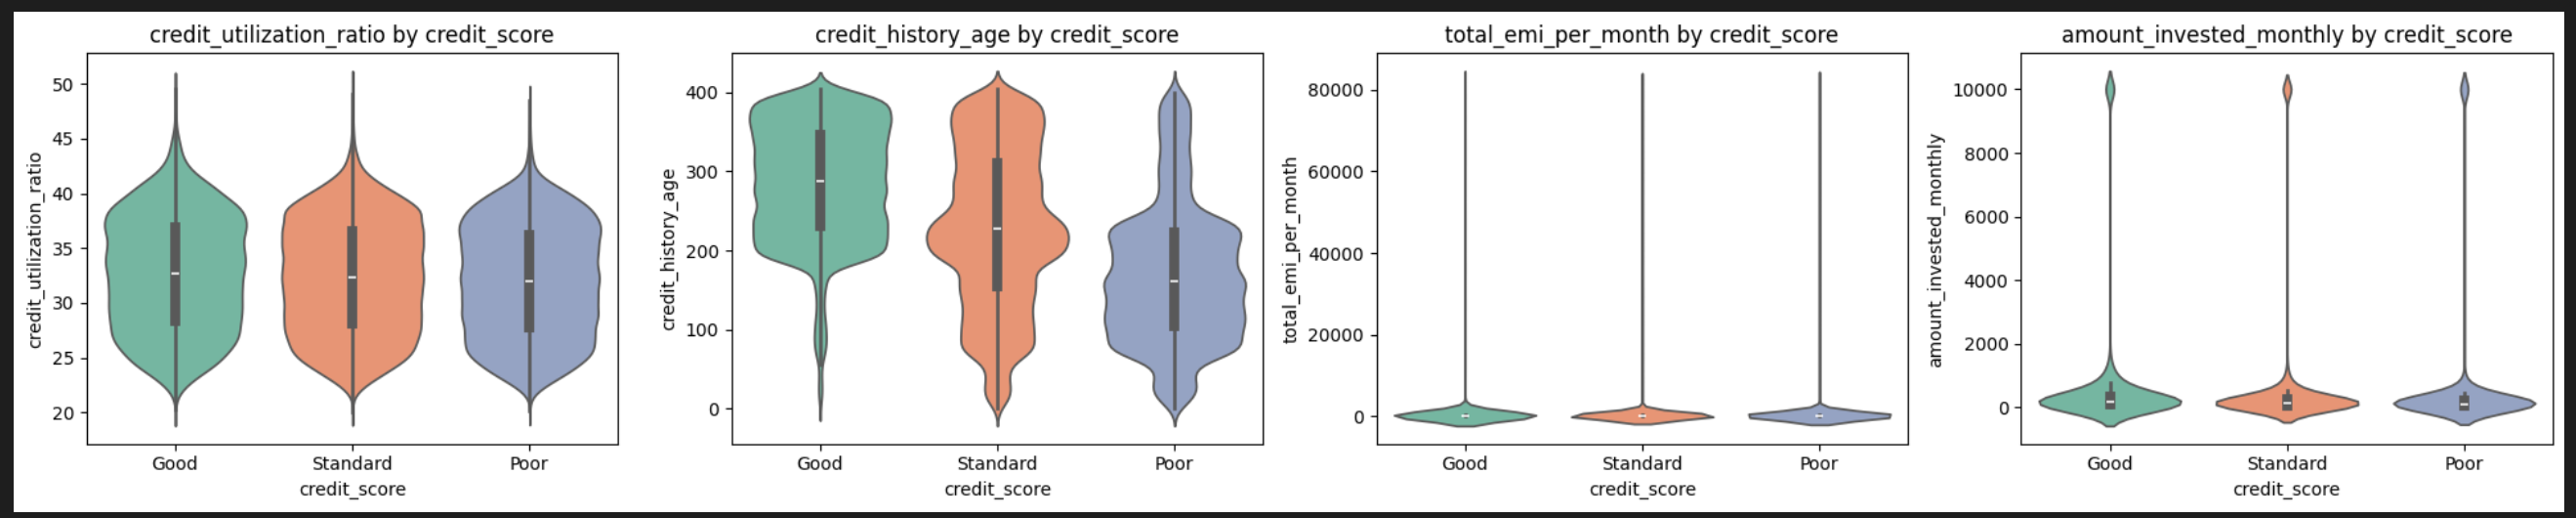 credit_utilization_ratio by credit_score
credit_utilization_ratio
50
45
40
35
30
25
20
Good Standard Poor
credit_score
credit_history_age by credit_score
credit_history_age
400
300
200
100
0
Good Standard Poor
credit_score
total_emi_per_month by credit_score
total_emi_per_month
80000
60000
40000
20000
0
Good Standard Poor
credit_score
amount_invested_monthly by credit_score
amount_invested_monthly
10000
8000
6000
4000
2000
0
Good Standard Poor
credit_score